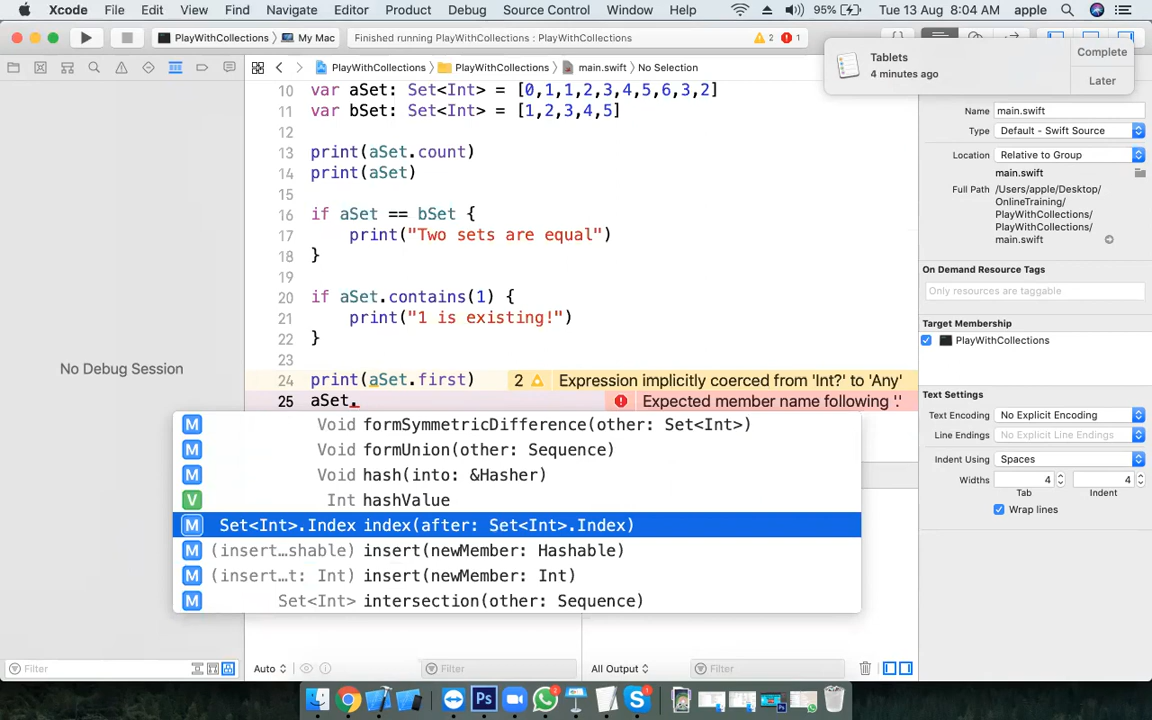 Xcode File Edit View Find Navigate Editor Product Debug Source Control Window Help 95% Tue 13 Aug 8:04 AM apple
PlayWithCollections My Mac Finished running PlayWithCollections : PlayWithCollections 2 1
Tablets
4 minutes ago
Complete
Later
PlayWithCollections PlayWithCollections main.swift No Selection
10 var aSet: Set<Int> = [0,1,1,2,3,4,5,6,3,2]
11 var bSet: Set<Int> = [1,2,3,4,5]
12
13 print(aSet.count)
14 print(aSet)
15
16 if aSet == bSet {
17 print("Two sets are equal")
18 }
19
20 if aSet.contains(1) {
21 print("1 is existing!")
22 }
23
24 print(aSet.first) 2 Expression implicitly coerced from 'Int?' to 'Any'
25 aSet. Expected member name following '.'
M Void formSymmetricDifference(other: Set<Int>)
M Void formUnion(other: Sequence)
M Void hash(into: &Hasher)
V Int hashValue
M Set<Int>.Index index(after: Set<Int>.Index)
M (insert…shable) insert(newMember: Hashable)
M (insert…t: Int) insert(newMember: Int)
M Set<Int> intersection(other: Sequence)
No Debug Session
Name main.swift
Type Default - Swift Source
Location Relative to Group
main.swift
Full Path /Users/apple/Desktop/
OnlineTraining/
PlayWithCollections/
PlayWithCollections/
main.swift
On Demand Resource Tags
Only resources are taggable
Target Membership
PlayWithCollections
Text Settings
Text Encoding No Explicit Encoding
Line Endings No Explicit Line Endings
Indent Using Spaces
Widths 4 4
Tab Indent
Wrap lines
Filter Auto Filter All Output Filter
Ps
2
S 1